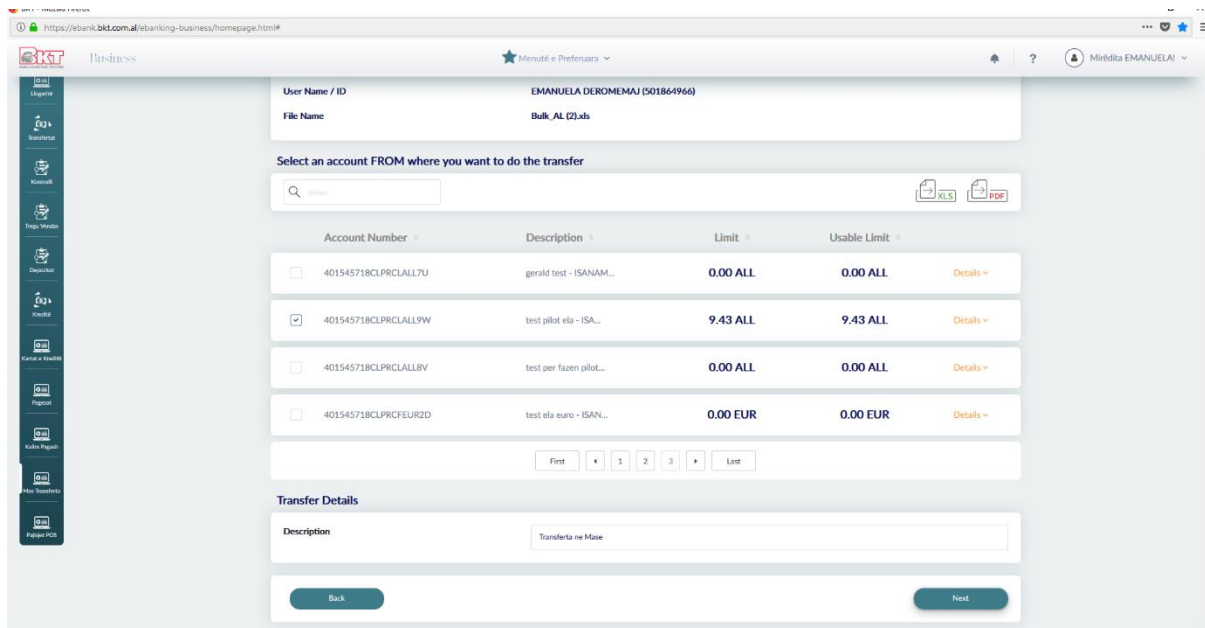 https://ebank.bkt.com.al/ebanking-business/homepage.html#
BKT
Business
Menutë e Preferuara
?
Mirëdita EMANUELA!
Llogaritë
Transfertat
Kontrolli
Tregu Vendas
Depozitat
Kreditë
Kartat e Kreditit
Pagesat
Kalim Pagash
Mas-Transferta
Pajisjet POS
User Name / ID EMANUELA DEROMEMAJ (501864966)
File Name Bulk_AL (2).xls
Select an account FROM where you want to do the transfer
XLS PDF
Account Number Description Limit Usable Limit
401545718CLPRCLALL7U gerald test - ISANAM... 0.00 ALL 0.00 ALL Details
401545718CLPRCLALL9W test pilot ela - ISA... 9.43 ALL 9.43 ALL Details
401545718CLPRCLALL8V test per fazen pilot... 0.00 ALL 0.00 ALL Details
401545718CLPRCFEUR2D test ela euro - ISAN... 0.00 EUR 0.00 EUR Details
First 1 2 3 Last
Transfer Details
Description Transferta ne Mase
Back Next